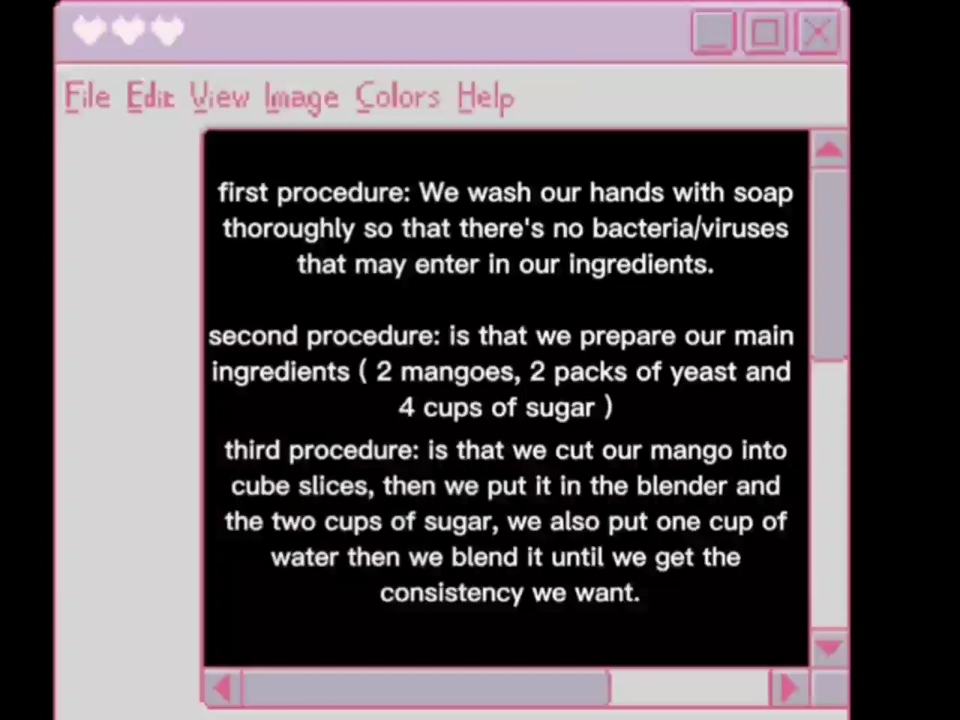 File Edit View Image Colors Help
first procedure: We wash our hands with soap
thoroughly so that there's no bacteria/viruses
that may enter in our ingredients.
second procedure: is that we prepare our main
ingredients ( 2 mangoes, 2 packs of yeast and
4 cups of sugar )
third procedure: is that we cut our mango into
cube slices, then we put it in the blender and
the two cups of sugar, we also put one cup of
water then we blend it until we get the
consistency we want.